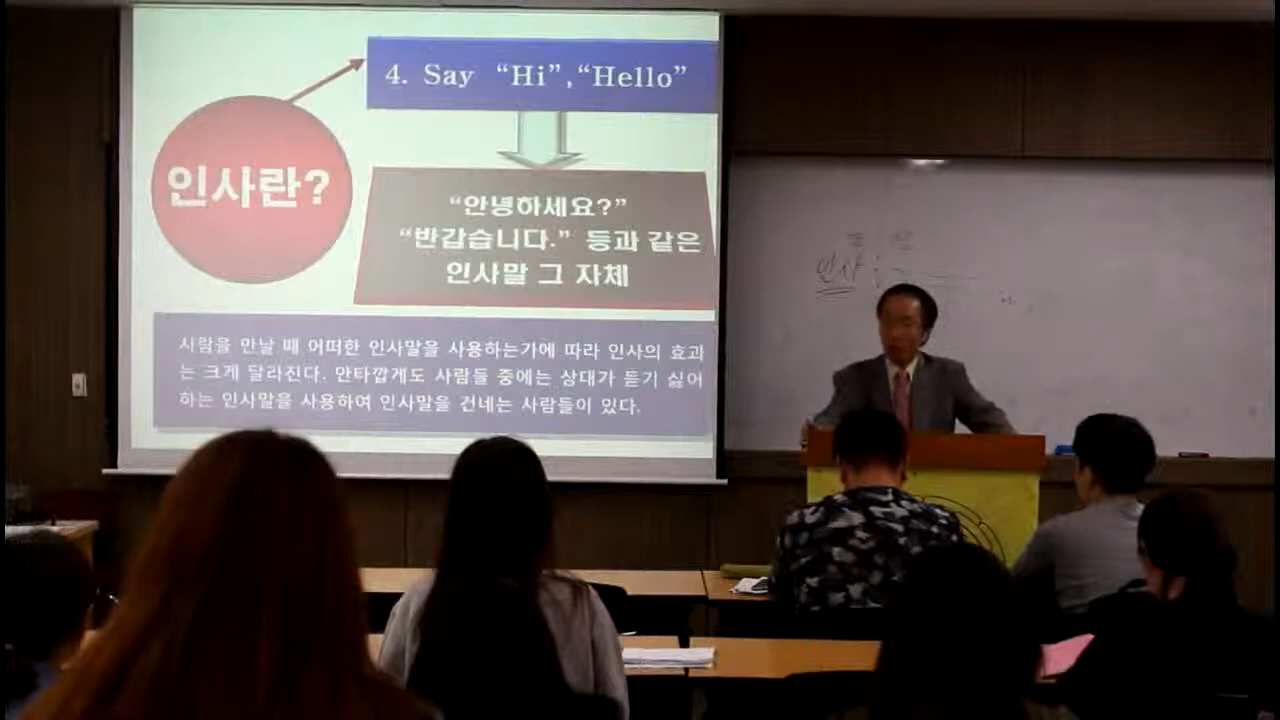 4. Say “Hi”,“Hello”
인사란?
“안녕하세요?”
“반갑습니다.” 등과 같은
인사말 그 자체
사람을 만날 때 어떠한 인사말을 사용하는가에 따라 인사의 효과
는 크게 달라진다. 안타깝게도 사람들 중에는 상대가 듣기 싫어
하는 인사말을 사용하여 인사말을 건네는 사람들이 있다.
인사 :